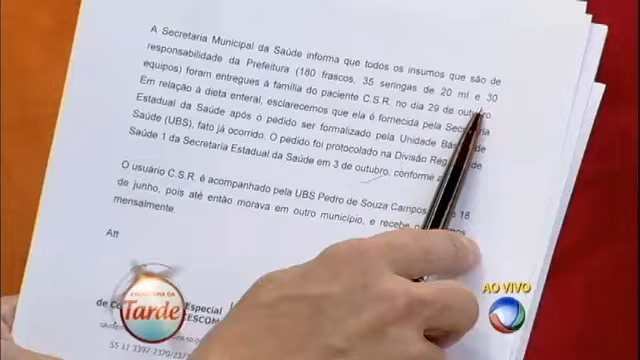 A Secretaria Municipal da Saúde informa que todos os insumos que são de
responsabilidade da Prefeitura (180 frascos, 35 seringas de 20 ml e 30
equipos) foram entregues à família do paciente C.S.R. no dia 29 de outubro.
Em relação à dieta enteral, esclarecemos que ela é fornecida pela
Estadual da Saúde após o pedido ser formalizado pela Unidade
Saúde (UBS), fato já ocorrido. O pedido foi protocolado na Divisão de
Saúde 1 da Secretaria Estadual da Saúde em 3 de outubro, conforme
O usuário C.S.R. é acompanhado pela UBS Pedro de Souza Campos 18
de junho, pois até então morava em outro município, e recebe
mensalmente.
Att
Especial
PROGRAMA DA
Tarde
AO VIVO